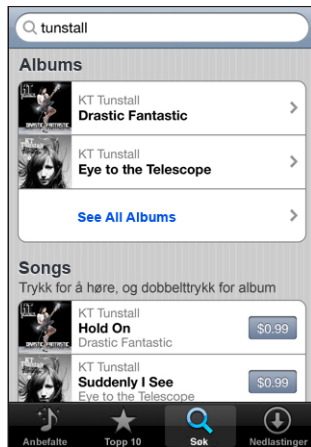 tunstall
Albums
KT Tunstall
Drastic Fantastic
KT Tunstall
Eye to the Telescope
See All Albums
Songs
Trykk for å høre, og dobbelttrykk for album
KT Tunstall
Hold On
Drastic Fantastic
$0.99
KT Tunstall
Suddenly I See
Eye to the Telescope
$0.99
Anbefalte
Topp 10
Søk
Nedlastinger